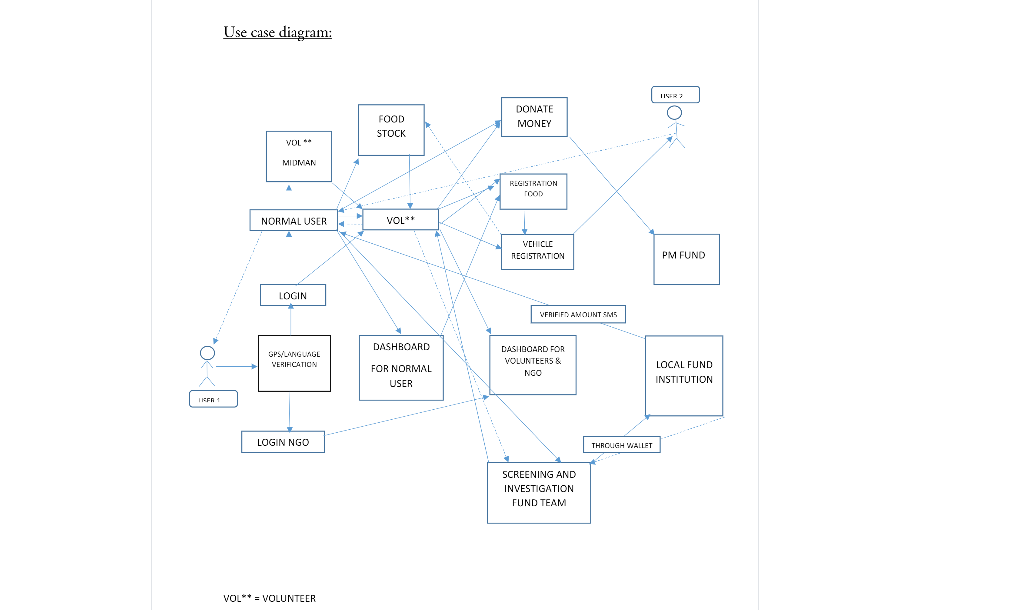 Use case diagram:
USER 2
DONATE
MONEY
FOOD
STOCK
VOL **
MIDMAN
REGISTRATION
FOOD
NORMAL USER
VOL**
VEHICLE
REGISTRATION
PM FUND
LOGIN
VERIFIED AMOUNT SMS
GPS/LANGUAGE
VERIFICATION
DASHBOARD
FOR NORMAL
USER
DASHBOARD FOR
VOLUNTEERS &
NGO
LOCAL FUND
INSTITUTION
USER 1
LOGIN NGO
THROUGH WALLET
SCREENING AND
INVESTIGATION
FUND TEAM
VOL** = VOLUNTEER